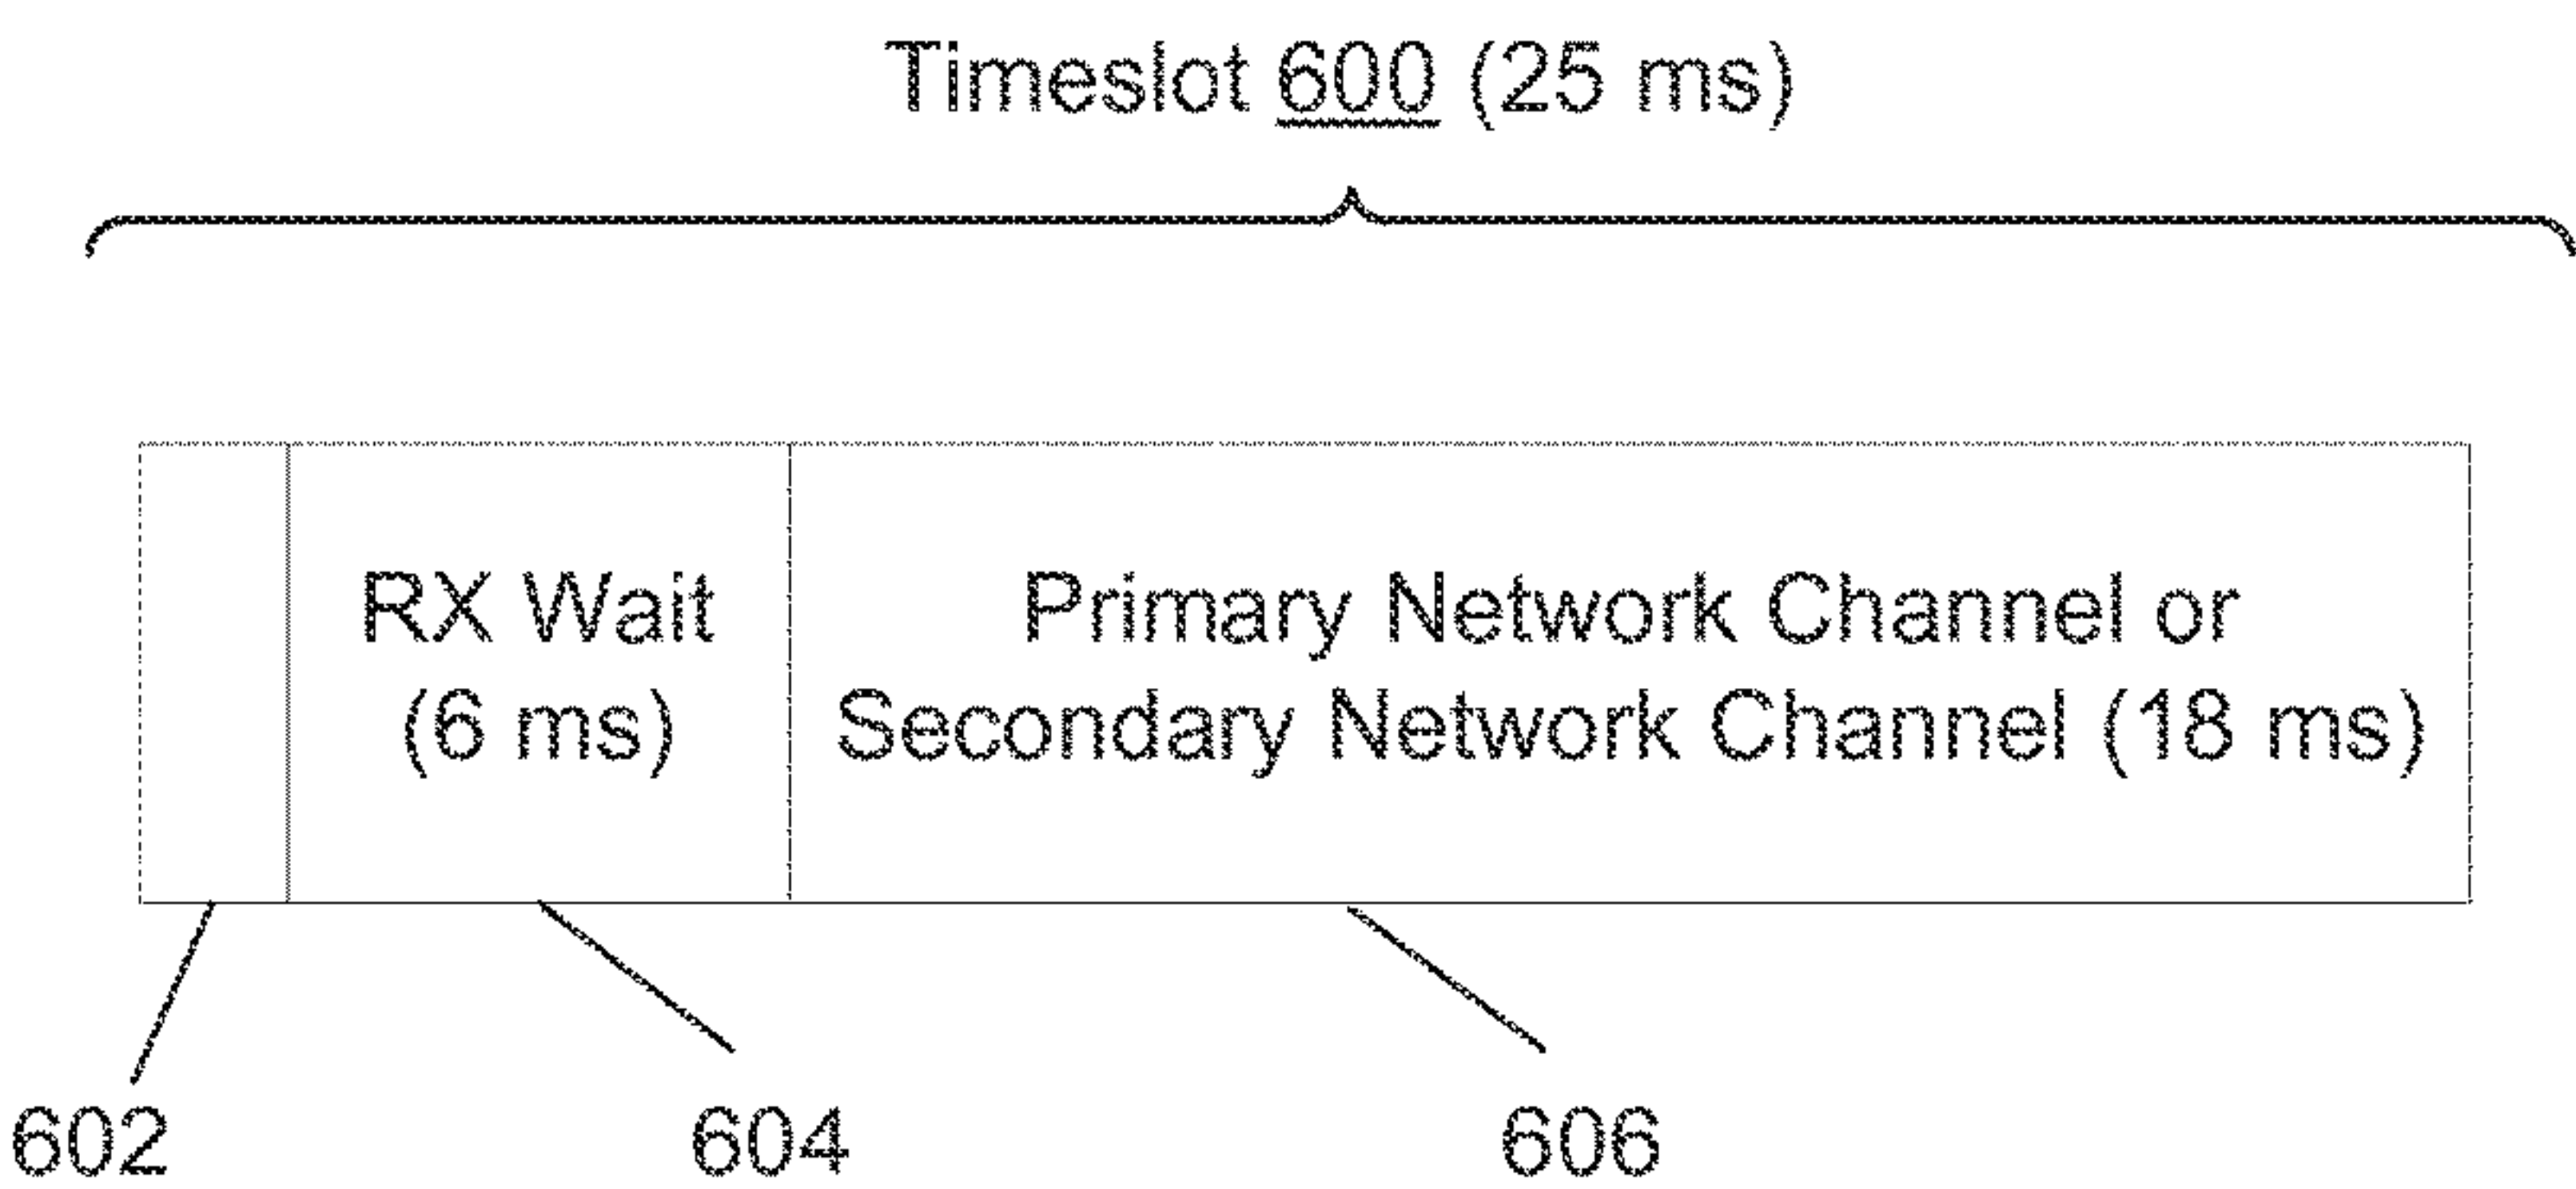 Timeslot 600 (25 ms)
RX Wait
(6 ms)
Primary Network Channel or
Secondary Network Channel (18 ms)
602
604
606